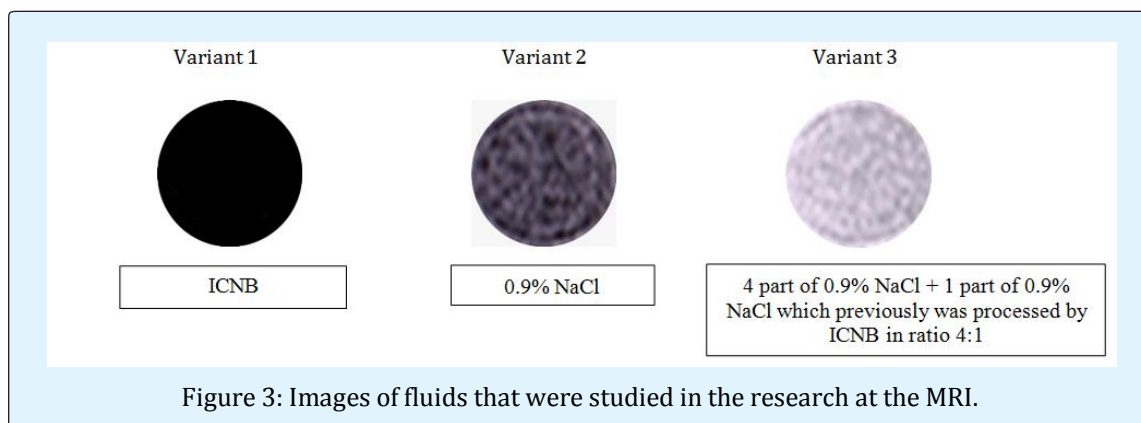 Variant 1
Variant 2
Variant 3
ICNB
0.9% NaCl
4 part of 0.9% NaCl + 1 part of 0.9%
NaCl which previously was processed by
ICNB in ratio 4:1
Figure 3: Images of fluids that were studied in the research at the MRI.